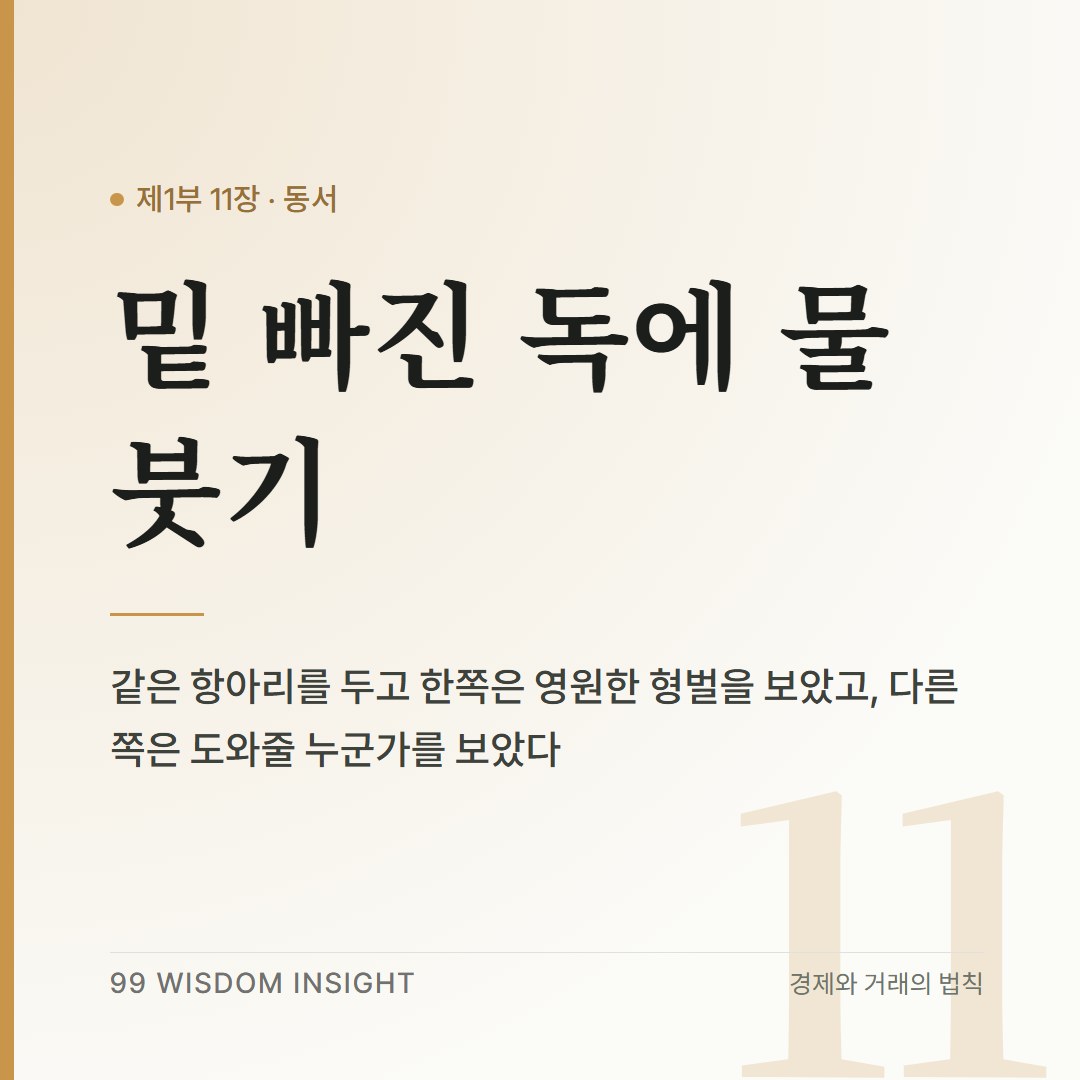 제1부 11장 · 동서
밑 빠진 독에 물
붓기
같은 항아리를 두고 한쪽은 영원한 형벌을 보았고, 다른
쪽은 도와줄 누군가를 보았다
11
99 WISDOM INSIGHT
경제와 거래의 법칙